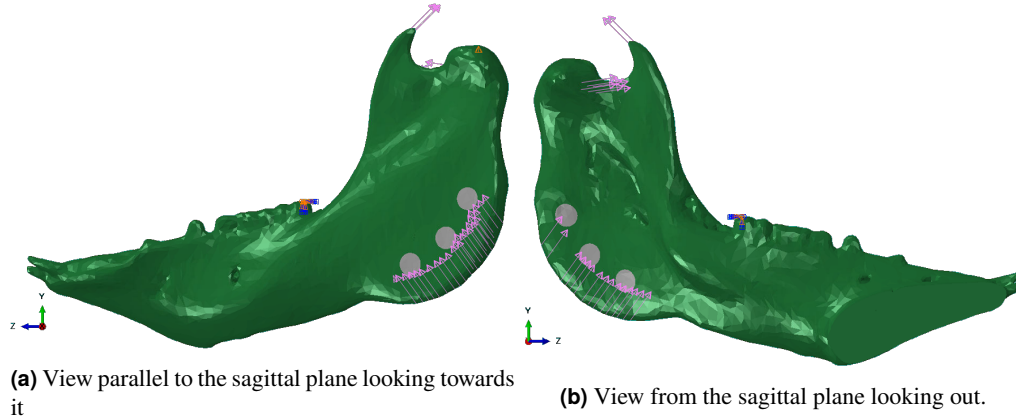 Y
Z
Y
Z
(a) View parallel to the sagittal plane looking towards
it
(b) View from the sagittal plane looking out.